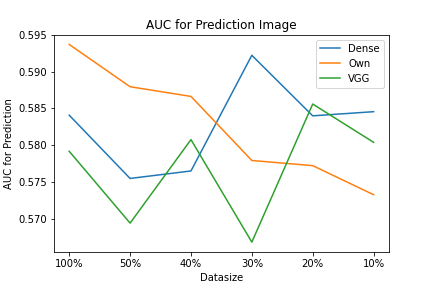 AUC for Prediction Image
AUC for Prediction
0.595
0.590
0.585
0.580
0.575
0.570
Dense
Own
VGG
100% 50% 40% 30% 20% 10%
Datasize